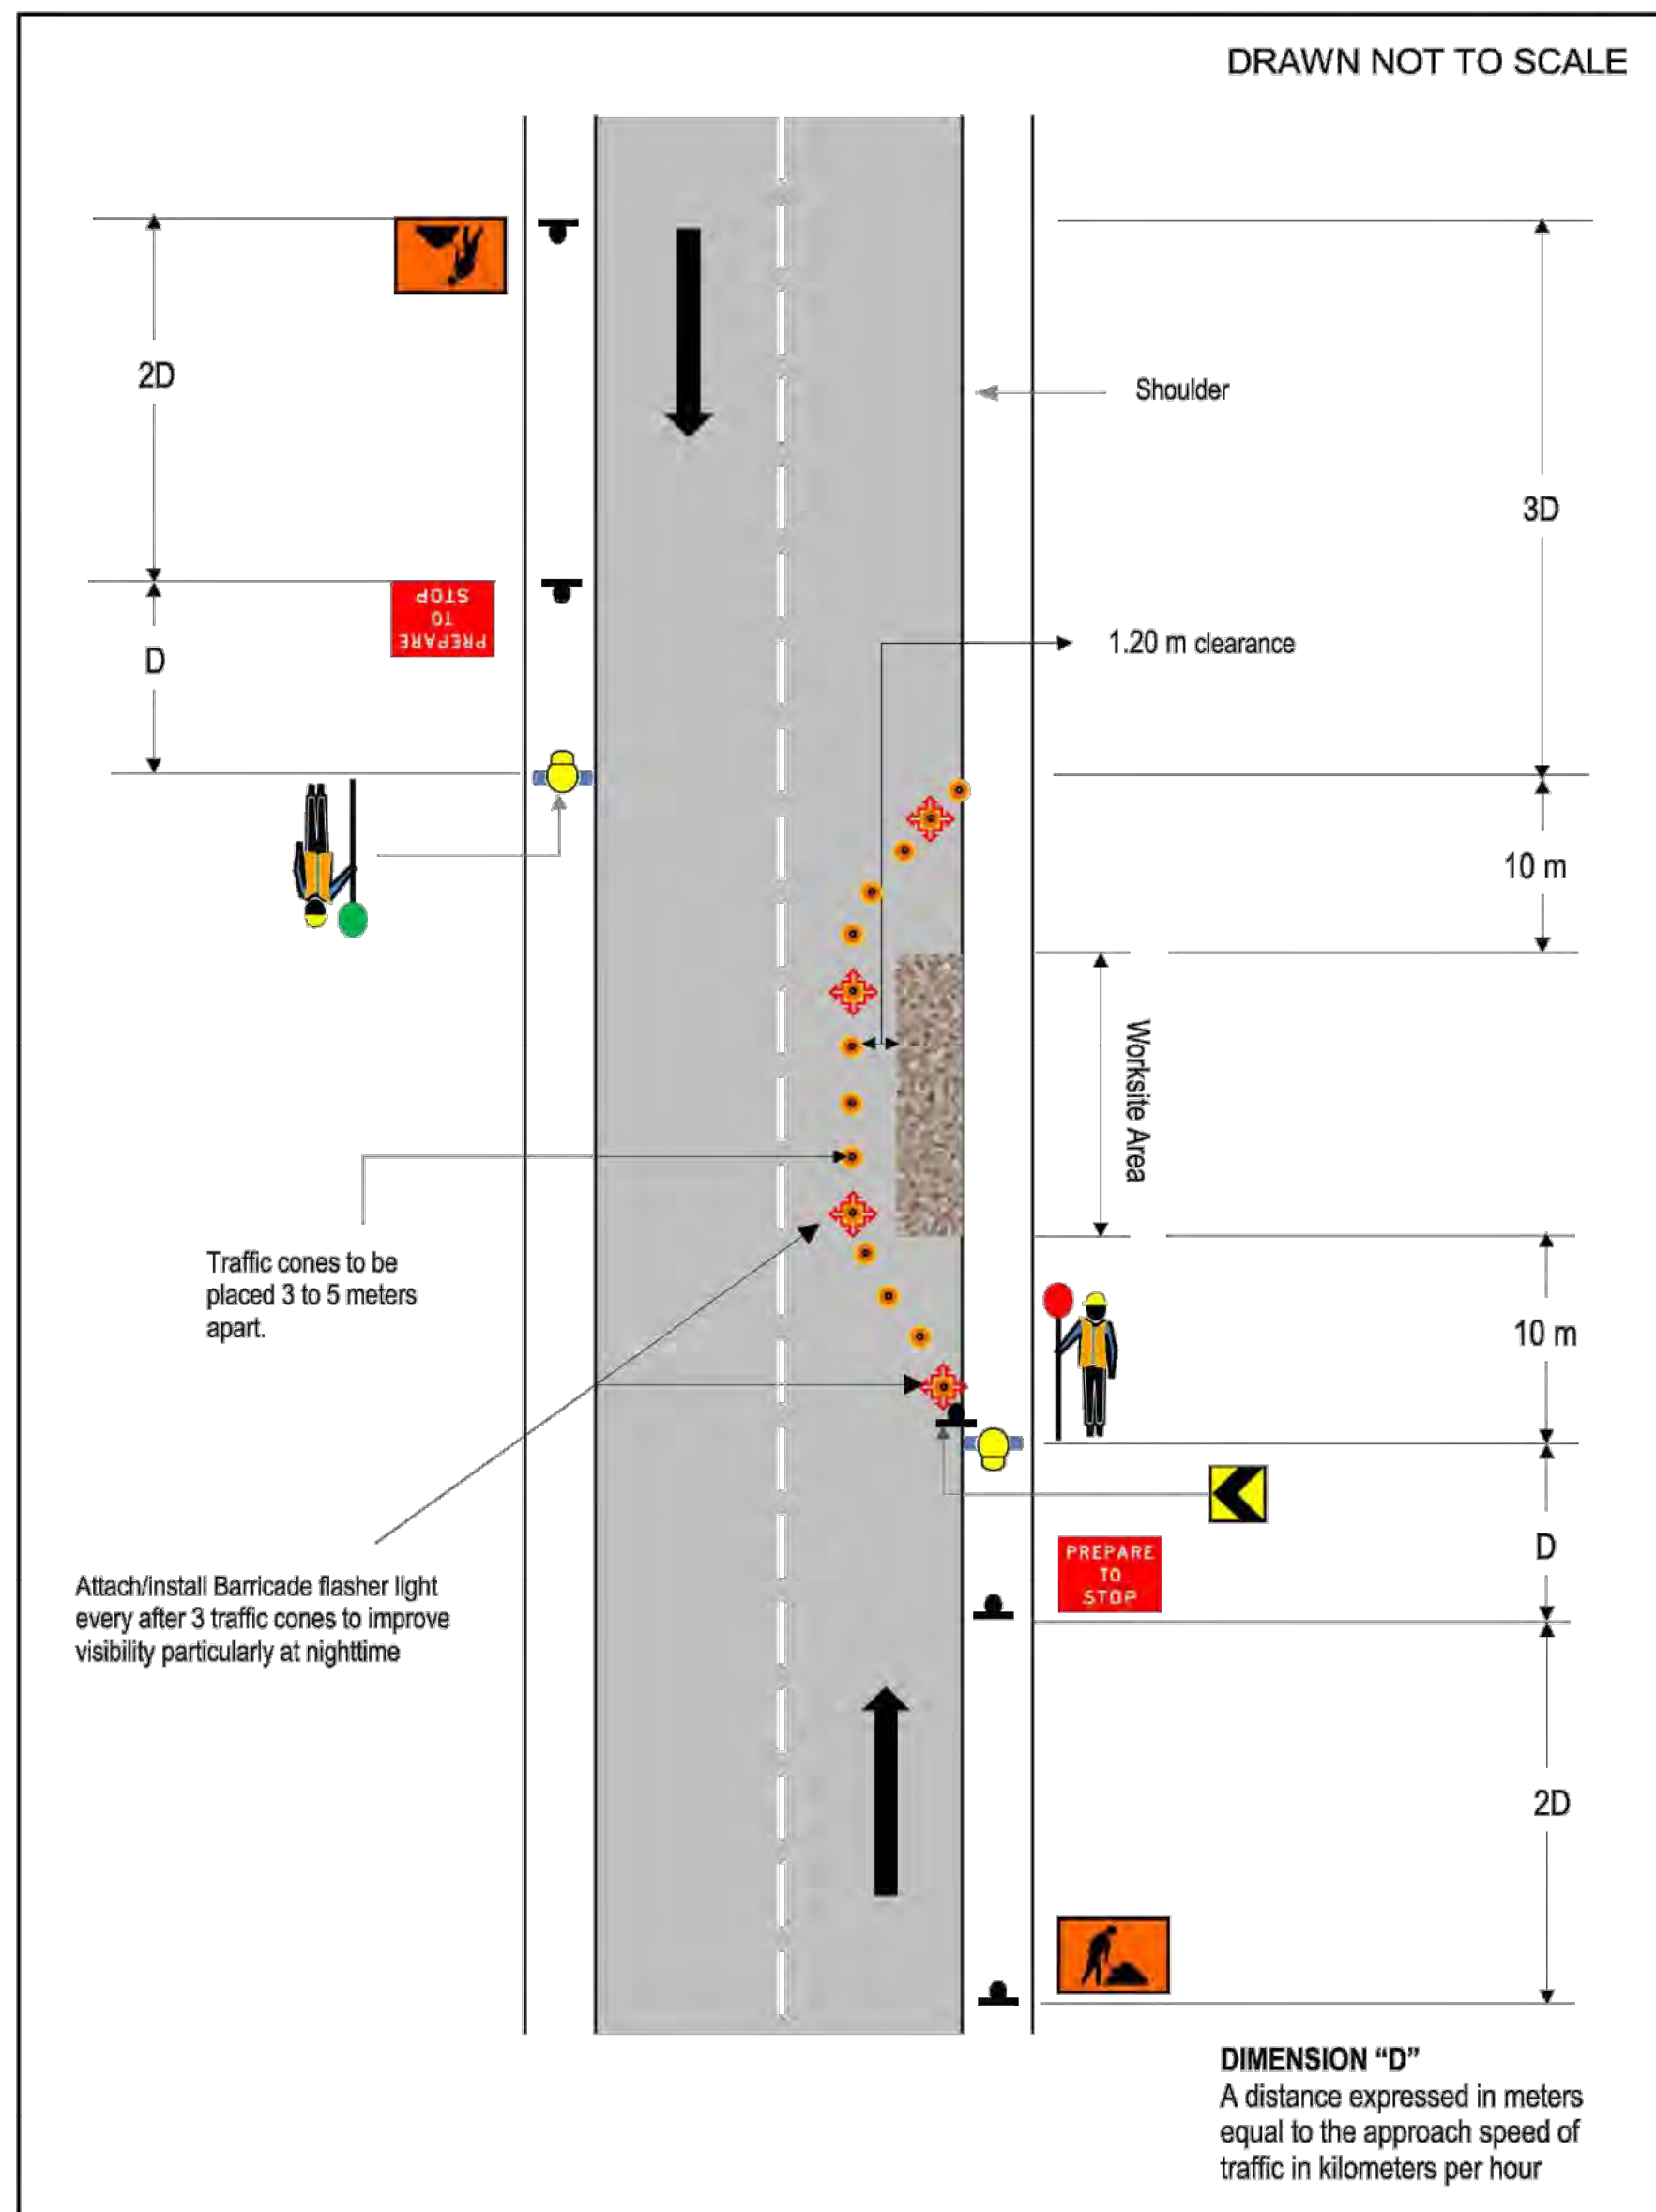 DRAWN NOT TO SCALE
2D
Shoulder
3D
PREPARE
TO
STOP
1.20 m clearance
D
10 m
Worksite Area
Traffic cones to be
placed 3 to 5 meters
apart.
10 m
PREPARE
TO
STOP
D
Attach/install Barricade flasher light
every after 3 traffic cones to improve
visibility particularly at nighttime
2D
DIMENSION “D”
A distance expressed in meters
equal to the approach speed of
traffic in kilometers per hour